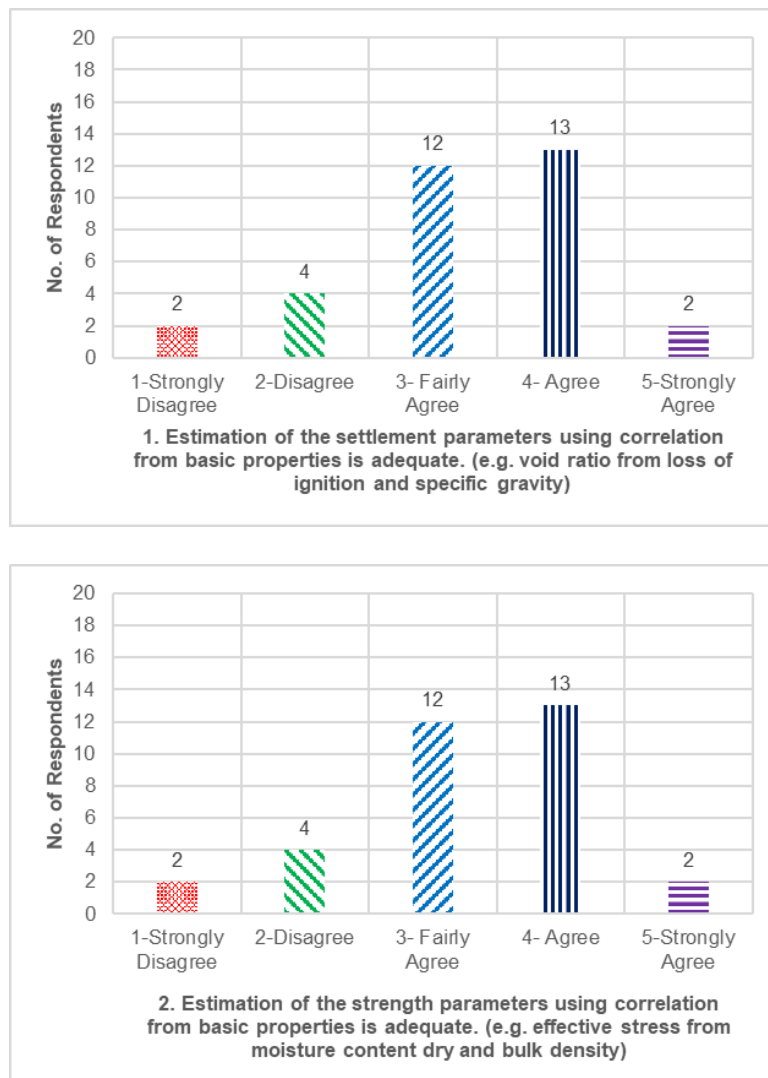 No. of Respondents
20
18
16
14
12
10
8
6
4
2
0
2
4
12
13
2
1-Strongly Disagree
2-Disagree
3- Fairly Agree
4- Agree
5-Strongly Agree
1. Estimation of the settlement parameters using correlation
from basic properties is adequate. (e.g. void ratio from loss of
ignition and specific gravity)
No. of Respondents
20
18
16
14
12
10
8
6
4
2
0
2
4
12
13
2
1-Strongly Disagree
2-Disagree
3- Fairly Agree
4- Agree
5-Strongly Agree
2. Estimation of the strength parameters using correlation
from basic properties is adequate. (e.g. effective stress from
moisture content dry and bulk density)